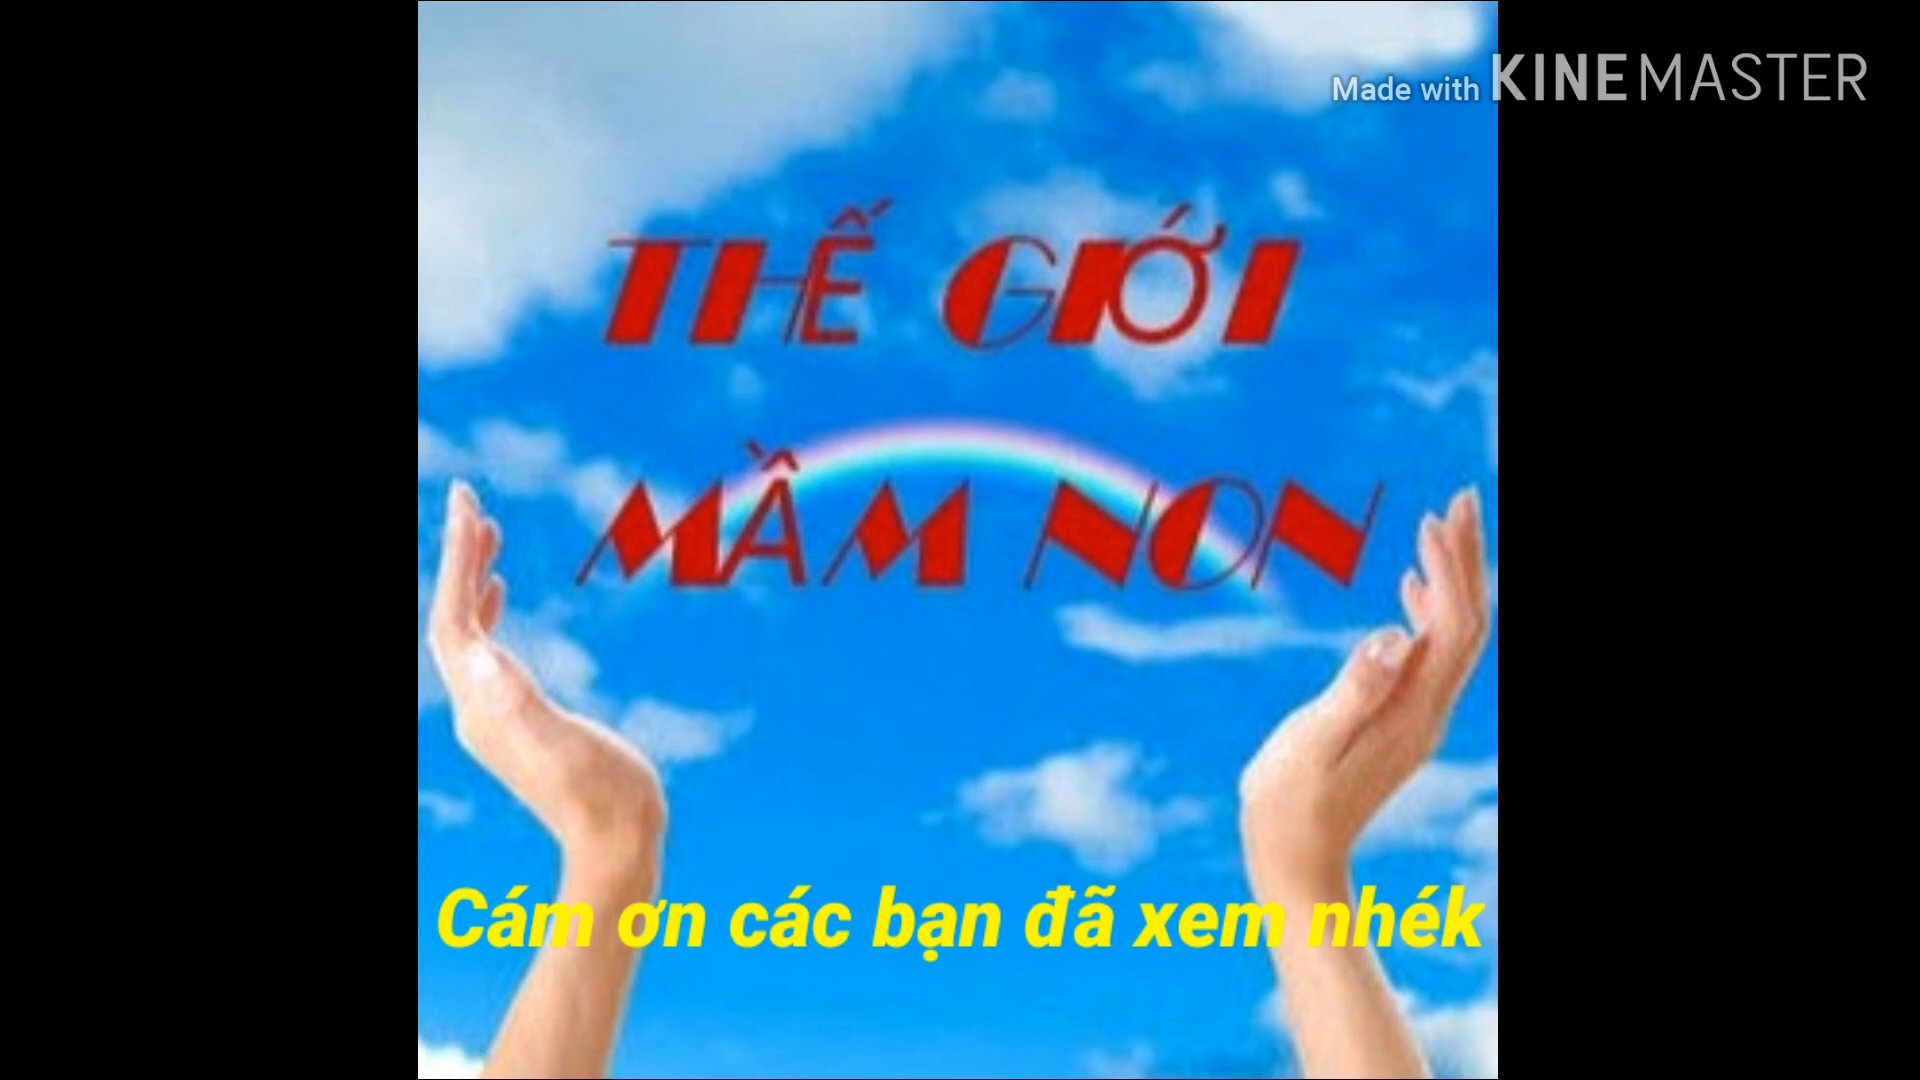 Made with KINEMASTER
THẾ GIỚI
MẦM NON
Cám ơn các bạn đã xem nhék